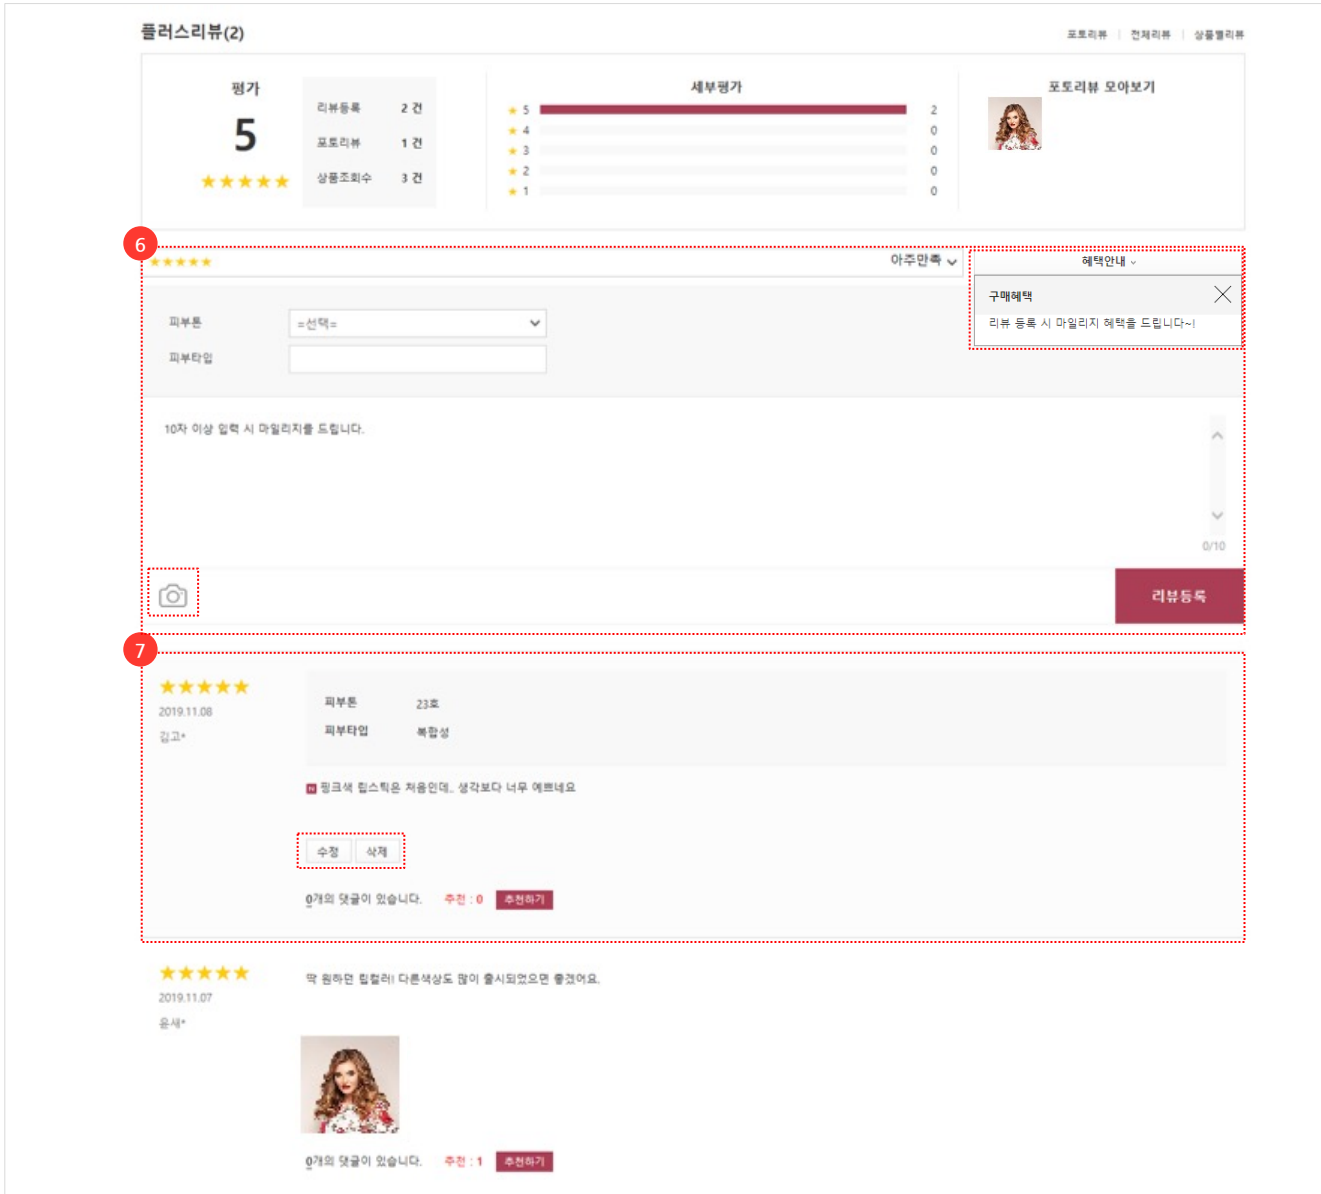 플러스리뷰(2)
포토리뷰 | 전체리뷰 | 상품별리뷰
평가
5
리뷰등록 2 건
포토리뷰 1 건
상품조회수 3 건
세부평가
5 2
4 0
3 0
2 0
1 0
포토리뷰 모아보기
6
아주만족
혜택안내
구매혜택
리뷰 등록 시 마일리지 혜택을 드립니다~!
피부톤 =선택=
피부타입
10자 이상 입력 시 마일리지를 드립니다.
0/10
리뷰등록
7
2019.11.08
김고*
피부톤 23호
피부타입 복합성
N 핑크색 립스틱은 처음인데.. 생각보다 너무 예쁘네요
수정 삭제
0개의 댓글이 있습니다. 추천 : 0 추천하기
2019.11.07
윤새*
딱 원하던 립컬러! 다른색상도 많이 출시되었으면 좋겠어요.
0개의 댓글이 있습니다. 추천 : 1 추천하기